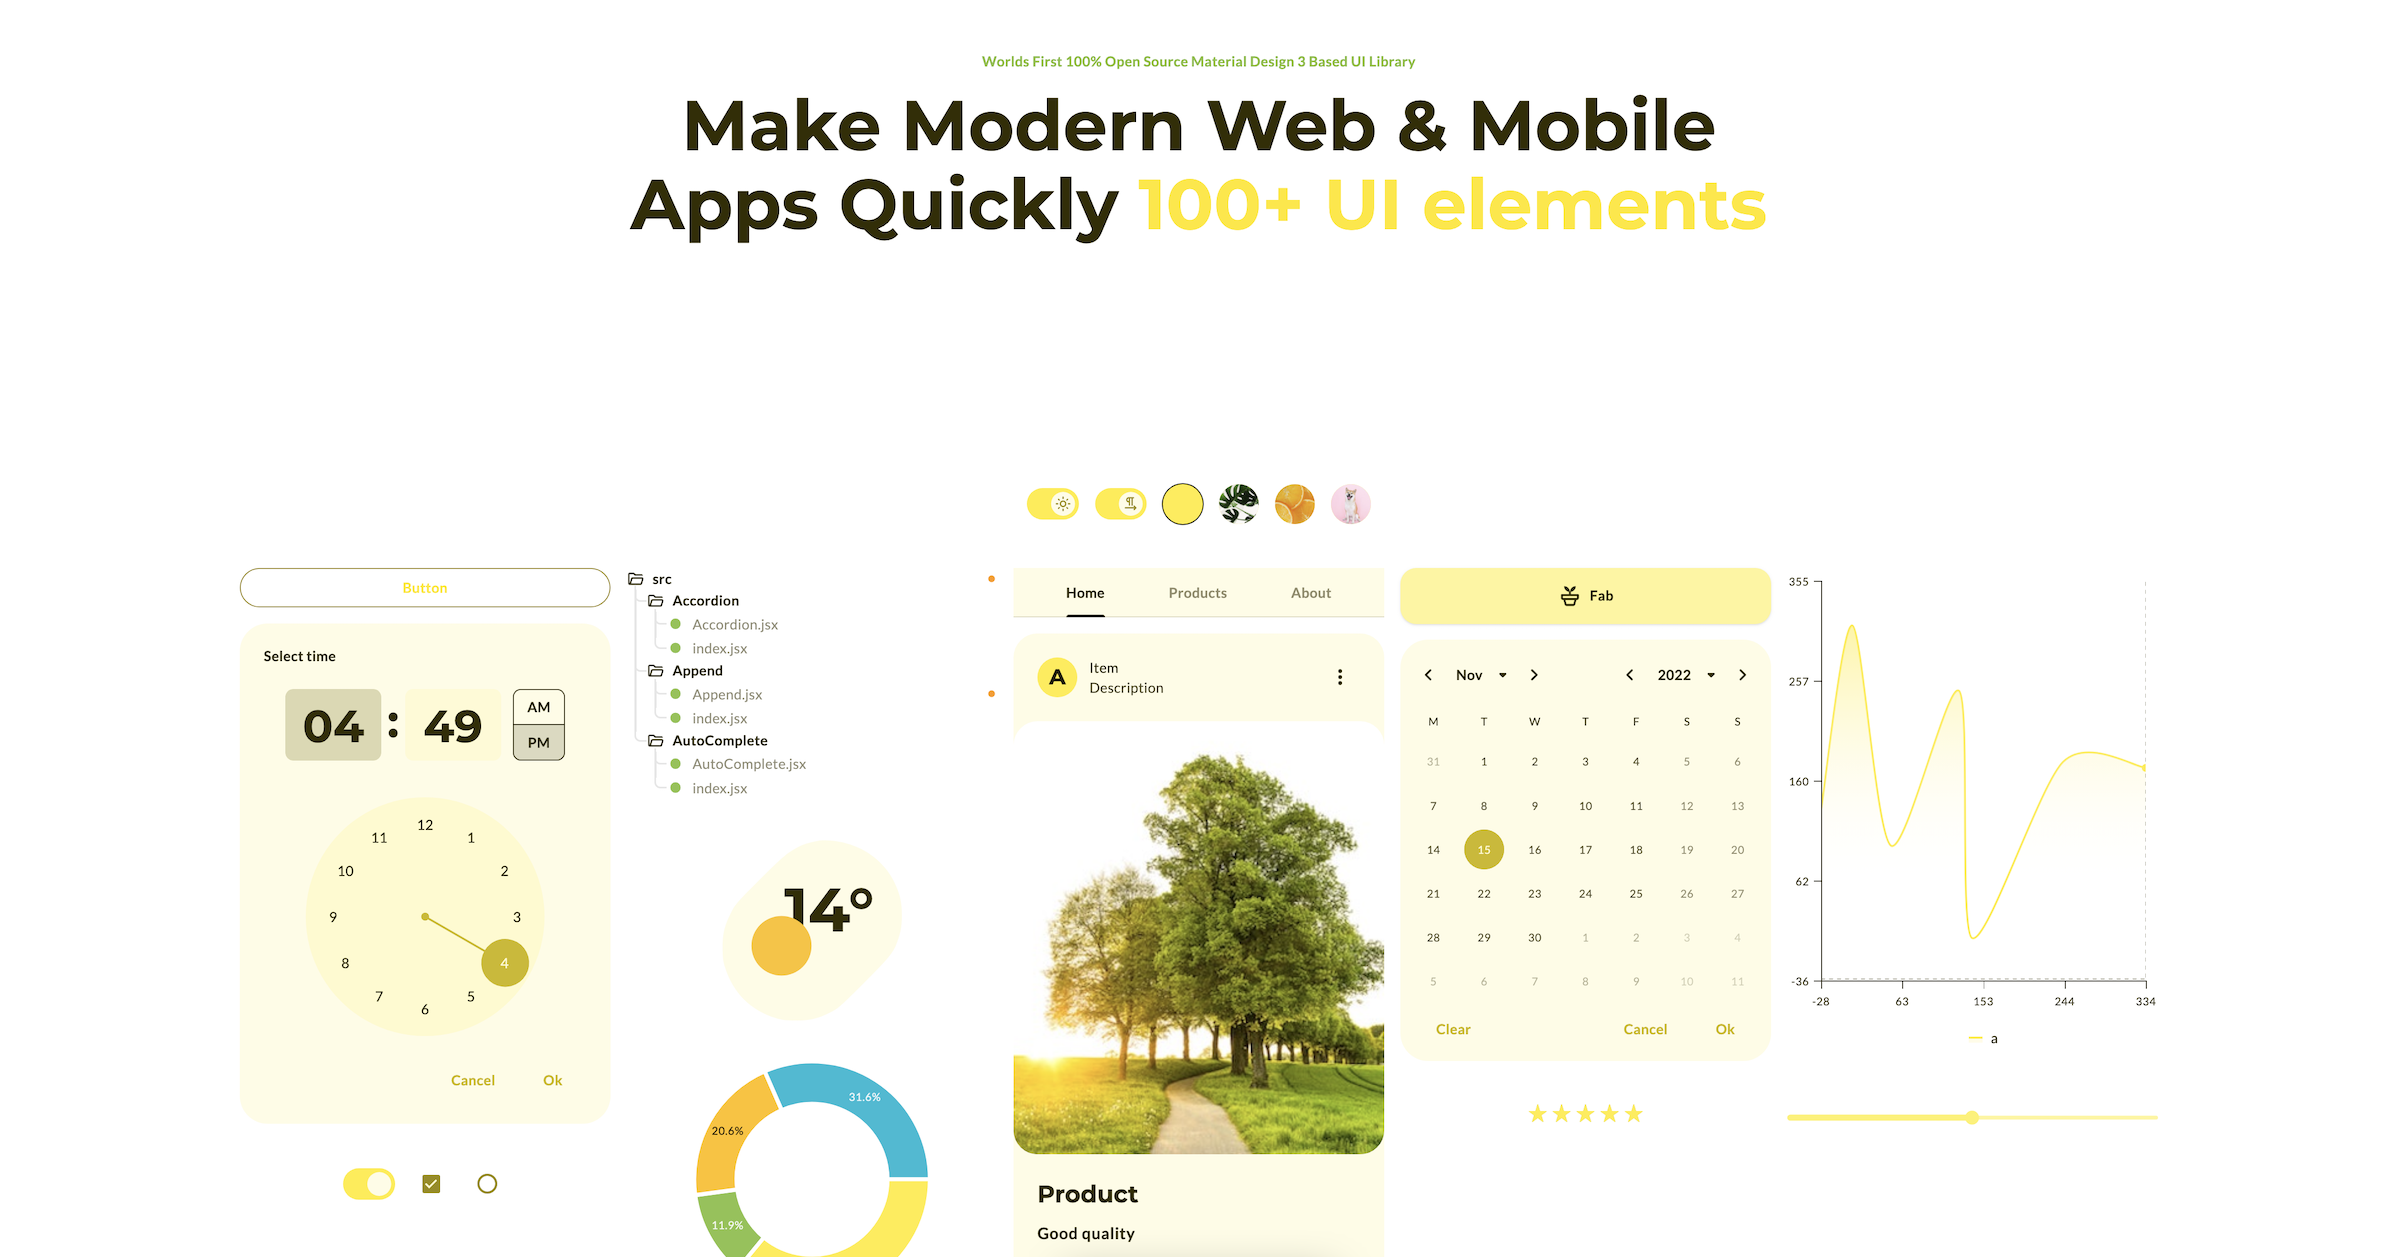 Worlds First 100% Open Source Material Design 3 Based UI Library
Make Modern Web & Mobile
Apps Quickly 100+ UI elements
Button
Select time
04 : 49
AM
PM
12
11 1
10 2
9 3
8 4
7 5
6
Cancel Ok
src
Accordion
Accordion.jsx
index.jsx
Append
Append.jsx
index.jsx
AutoComplete
AutoComplete.jsx
index.jsx
14°
31.6%
20.6%
11.9%
Home Products About
A
Item
Description
Product
Good quality
Fab
Nov 2022
M T W T F S S
31 1 2 3 4 5 6
7 8 9 10 11 12 13
14 15 16 17 18 19 20
21 22 23 24 25 26 27
28 29 30 1 2 3 4
5 6 7 8 9 10 11
Clear Cancel Ok
355
257
160
62
-36
-28 63 153 244 334
a